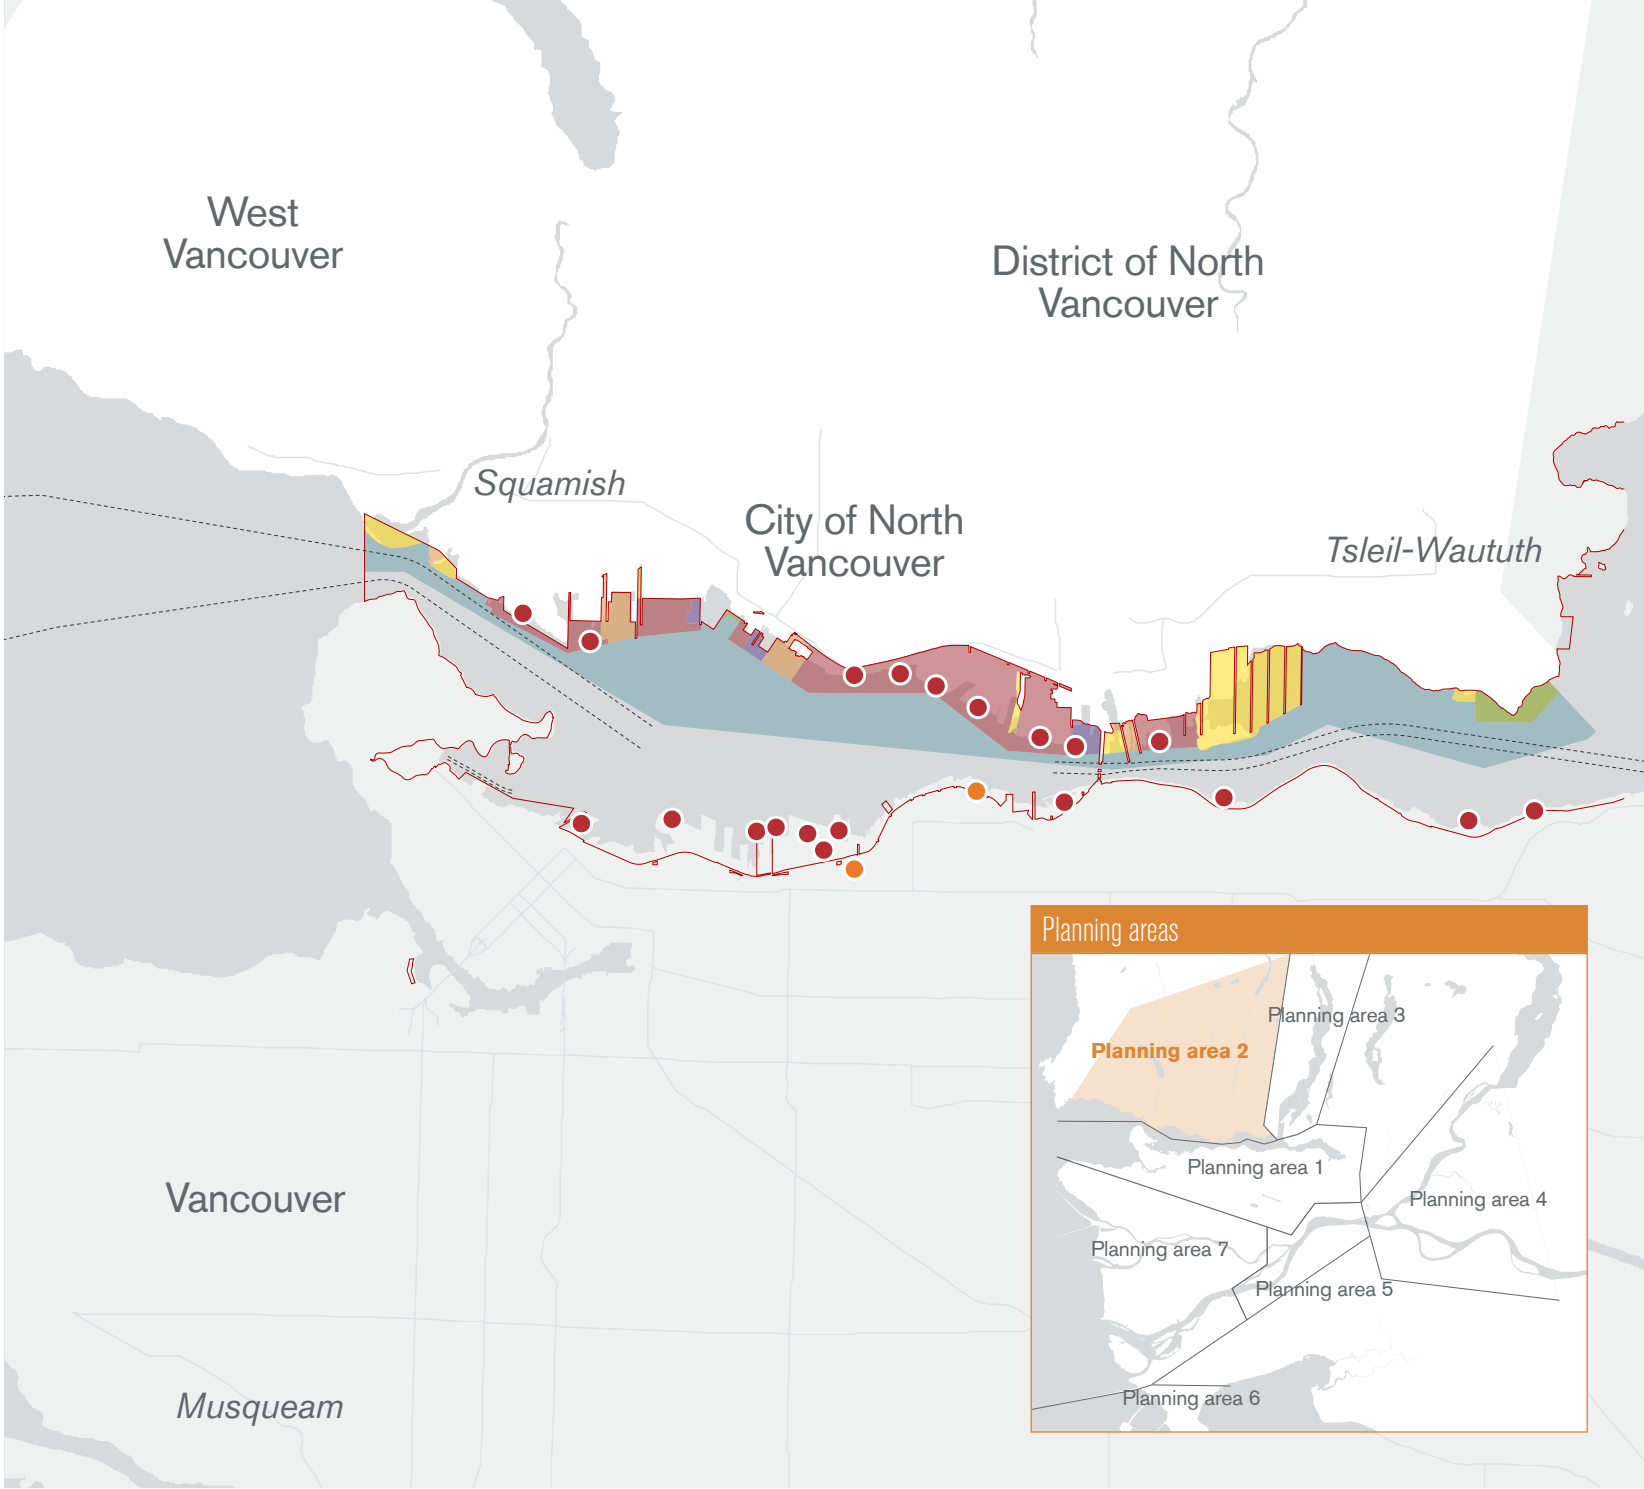 West
Vancouver
District of North
Vancouver
Squamish
City of North
Vancouver
Tsleil-Waututh
Planning areas
Planning area 3
Planning area 2
Planning area 1
Planning area 4
Planning area 7
Planning area 5
Planning area 6
Vancouver
Musqueam